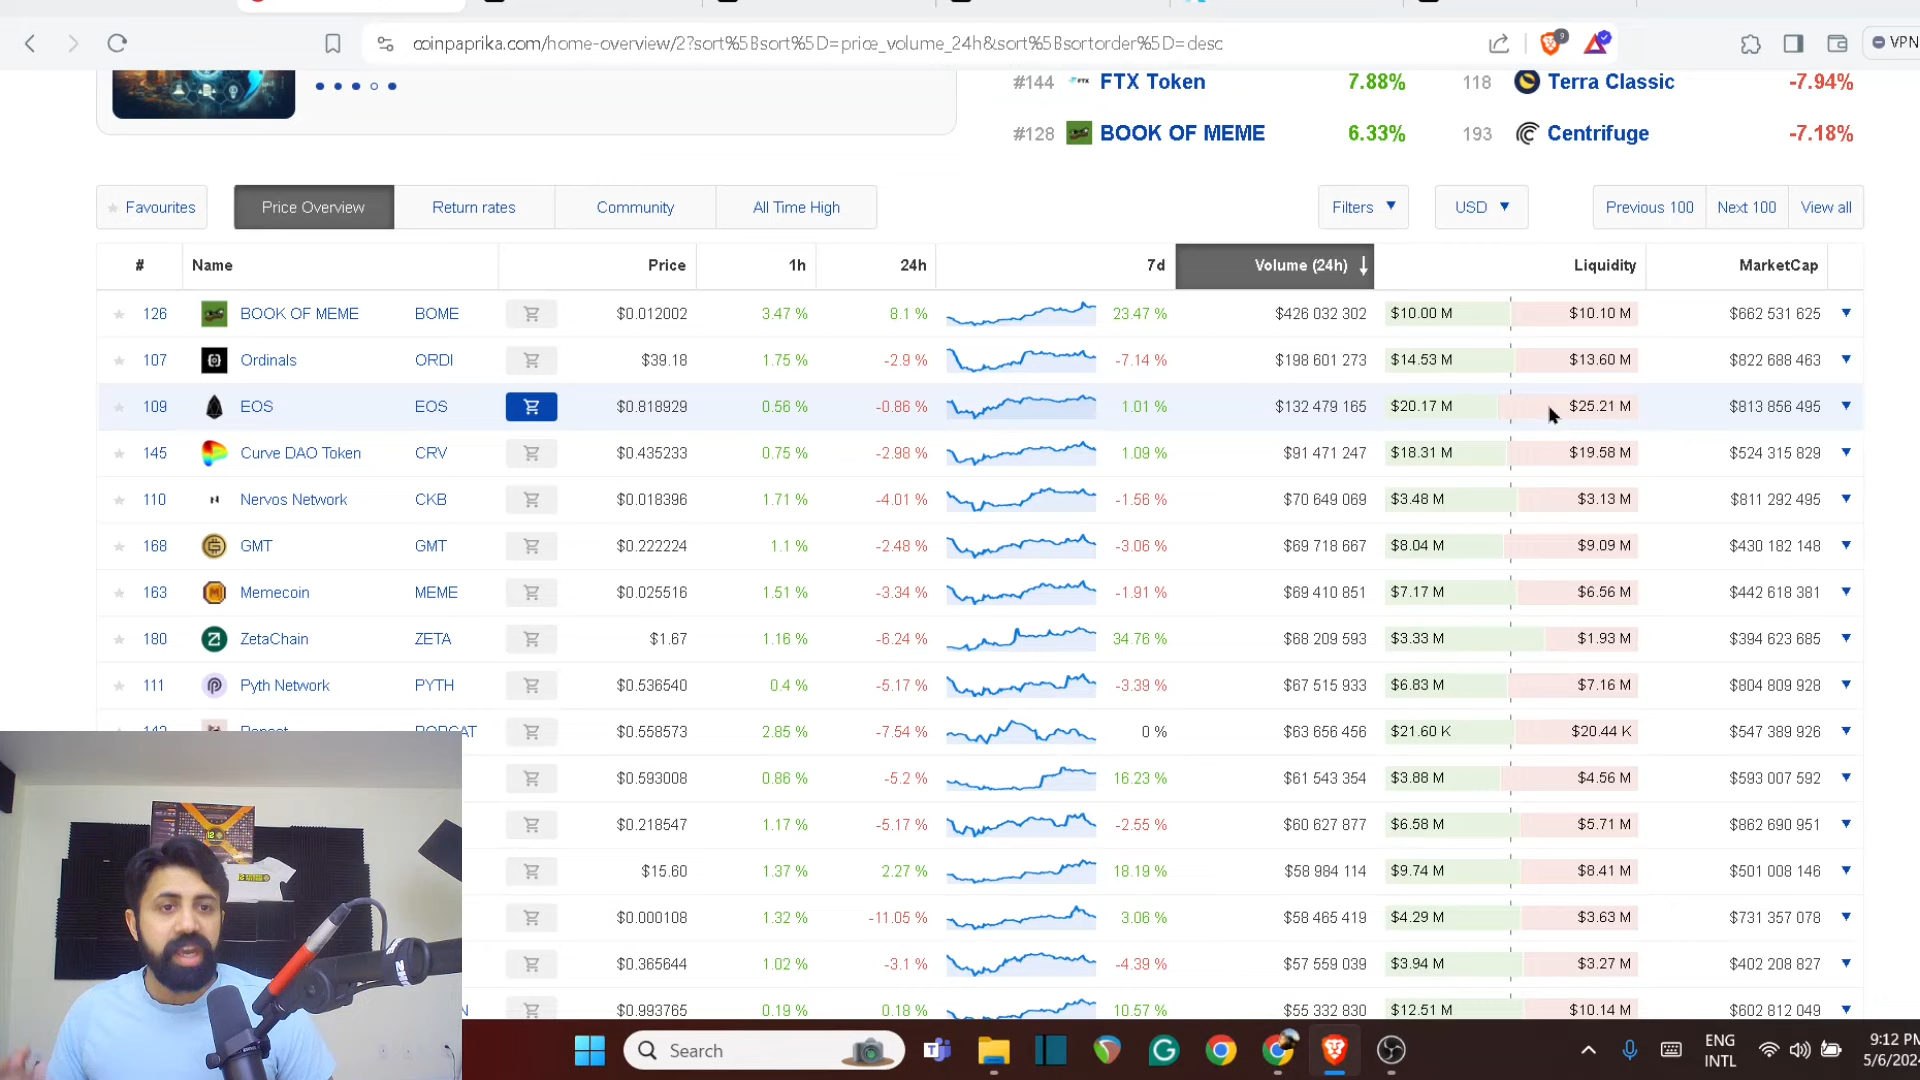 coinpaprika.com/home-overview/2?sort%5Bsort%5D=price_volume_24h&sort%5Bsortorder%5D=desc
9
VPN
#144 FTX FTX Token 7.88% 118 Terra Classic -7.94%
#128 BOOK OF MEME 6.33% 193 Centrifuge -7.18%
Favourites Price Overview Return rates Community All Time High Filters USD Previous 100 Next 100 View all
# Name Price 1h 24h 7d Volume (24h) ↓ Liquidity MarketCap
126 BOOK OF MEME BOME $0.012002 3.47 % 8.1 % 23.47 % $426 032 302 $10.00 M $10.10 M $662 531 625
107 Ordinals ORDI $39.18 1.75 % -2.9 % -7.14 % $198 601 273 $14.53 M $13.60 M $822 688 463
109 EOS EOS $0.818929 0.56 % -0.86 % 1.01 % $132 479 165 $20.17 M $25.21 M $813 856 495
145 Curve DAO Token CRV $0.435233 0.75 % -2.98 % 1.09 % $91 471 247 $18.31 M $19.58 M $524 315 829
110 Nervos Network CKB $0.018396 1.71 % -4.01 % -1.56 % $70 649 069 $3.48 M $3.13 M $811 292 495
168 GMT GMT $0.222224 1.1 % -2.48 % -3.06 % $69 718 667 $8.04 M $9.09 M $430 182 148
163 Memecoin MEME $0.025516 1.51 % -3.34 % -1.91 % $69 410 851 $7.17 M $6.56 M $442 618 381
180 ZetaChain ZETA $1.67 1.16 % -6.24 % 34.76 % $68 209 593 $3.33 M $1.93 M $394 623 685
111 Pyth Network PYTH $0.536540 0.4 % -5.17 % -3.39 % $67 515 933 $6.83 M $7.16 M $804 809 928
$0.558573 2.85 % -7.54 % 0 % $63 656 456 $21.60 K $20.44 K $547 389 926
$0.593008 0.86 % -5.2 % 16.23 % $61 543 354 $3.88 M $4.56 M $593 007 592
$0.218547 1.17 % -5.17 % -2.55 % $60 627 877 $6.58 M $5.71 M $862 690 951
$15.60 1.37 % 2.27 % 18.19 % $58 984 114 $9.74 M $8.41 M $501 008 146
$0.000108 1.32 % -11.05 % 3.06 % $58 465 419 $4.29 M $3.63 M $731 357 078
$0.365644 1.02 % -3.1 % -4.39 % $57 559 039 $3.94 M $3.27 M $402 208 827
N $0.993765 0.19 % 0.18 % 10.57 % $55 332 830 $12.51 M $10.14 M $602 812 049
Search
ENG
INTL
9:12 PM
5/6/202